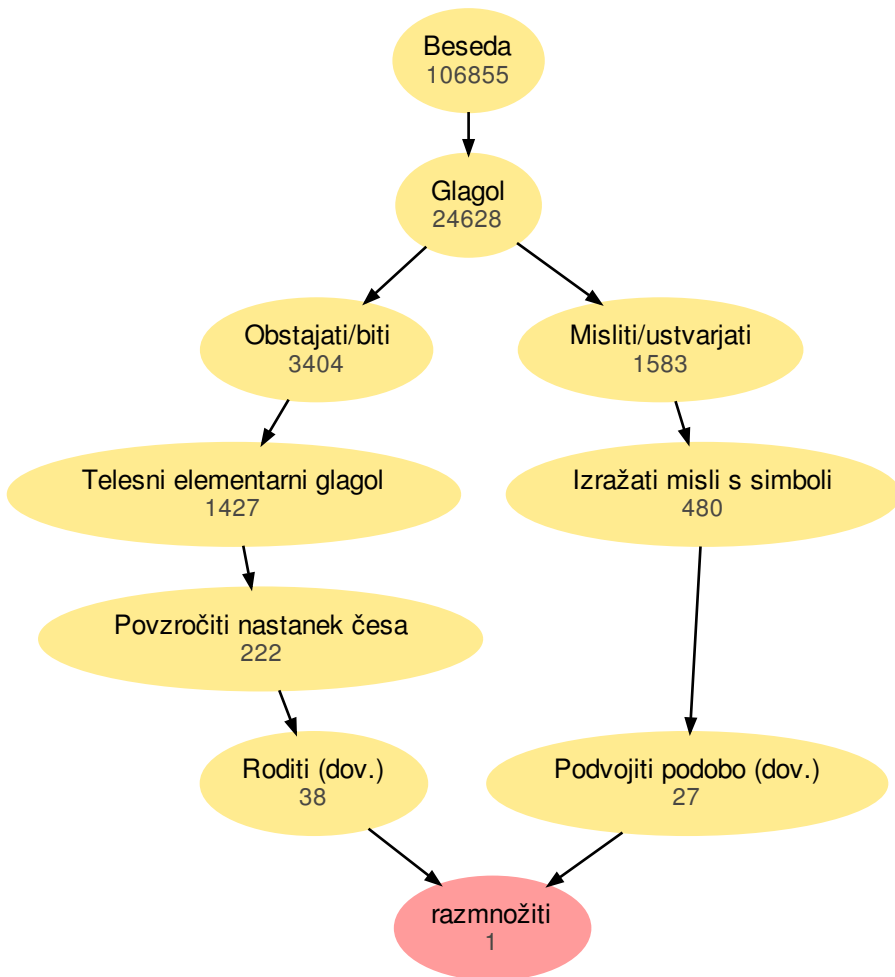 Beseda
106855
Glagol
24628
Obstajati/biti
3404
Misliti/ustvarjati
1583
Telesni elementarni glagol
1427
Izražati misli s simboli
480
Povzročiti nastanek česa
222
Roditi (dov.)
38
Podvojiti podobo (dov.)
27
razmnožiti
1